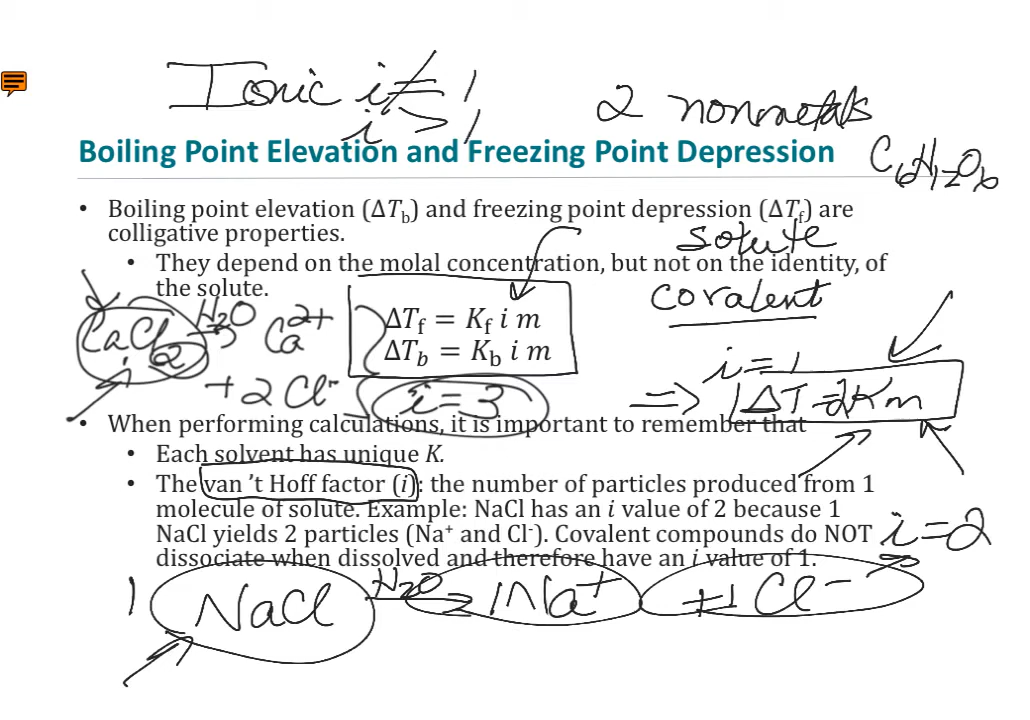 Ionic i ≠ 1
i > 1
2 nonmetals
C6H12O6
Boiling Point Elevation and Freezing Point Depression
• Boiling point elevation (ΔTb) and freezing point depression (ΔTf) are
colligative properties.
solute
• They depend on the molal concentration, but not on the identity, of
the solute.
covalent
CaCl2 H2O → Ca2+
+ 2 Cl-
i = 3
ΔTf = Kf i m
ΔTb = Kb i m
i = 1
⇒ ΔT = Km
• When performing calculations, it is important to remember that
• Each solvent has unique K.
• The van 't Hoff factor (i): the number of particles produced from 1
molecule of solute. Example: NaCl has an i value of 2 because 1
NaCl yields 2 particles (Na+ and Cl-). Covalent compounds do NOT
dissociate when dissolved and therefore have an i value of 1.
i = 2
1 NaCl H2O → 1 Na+ + 1 Cl-